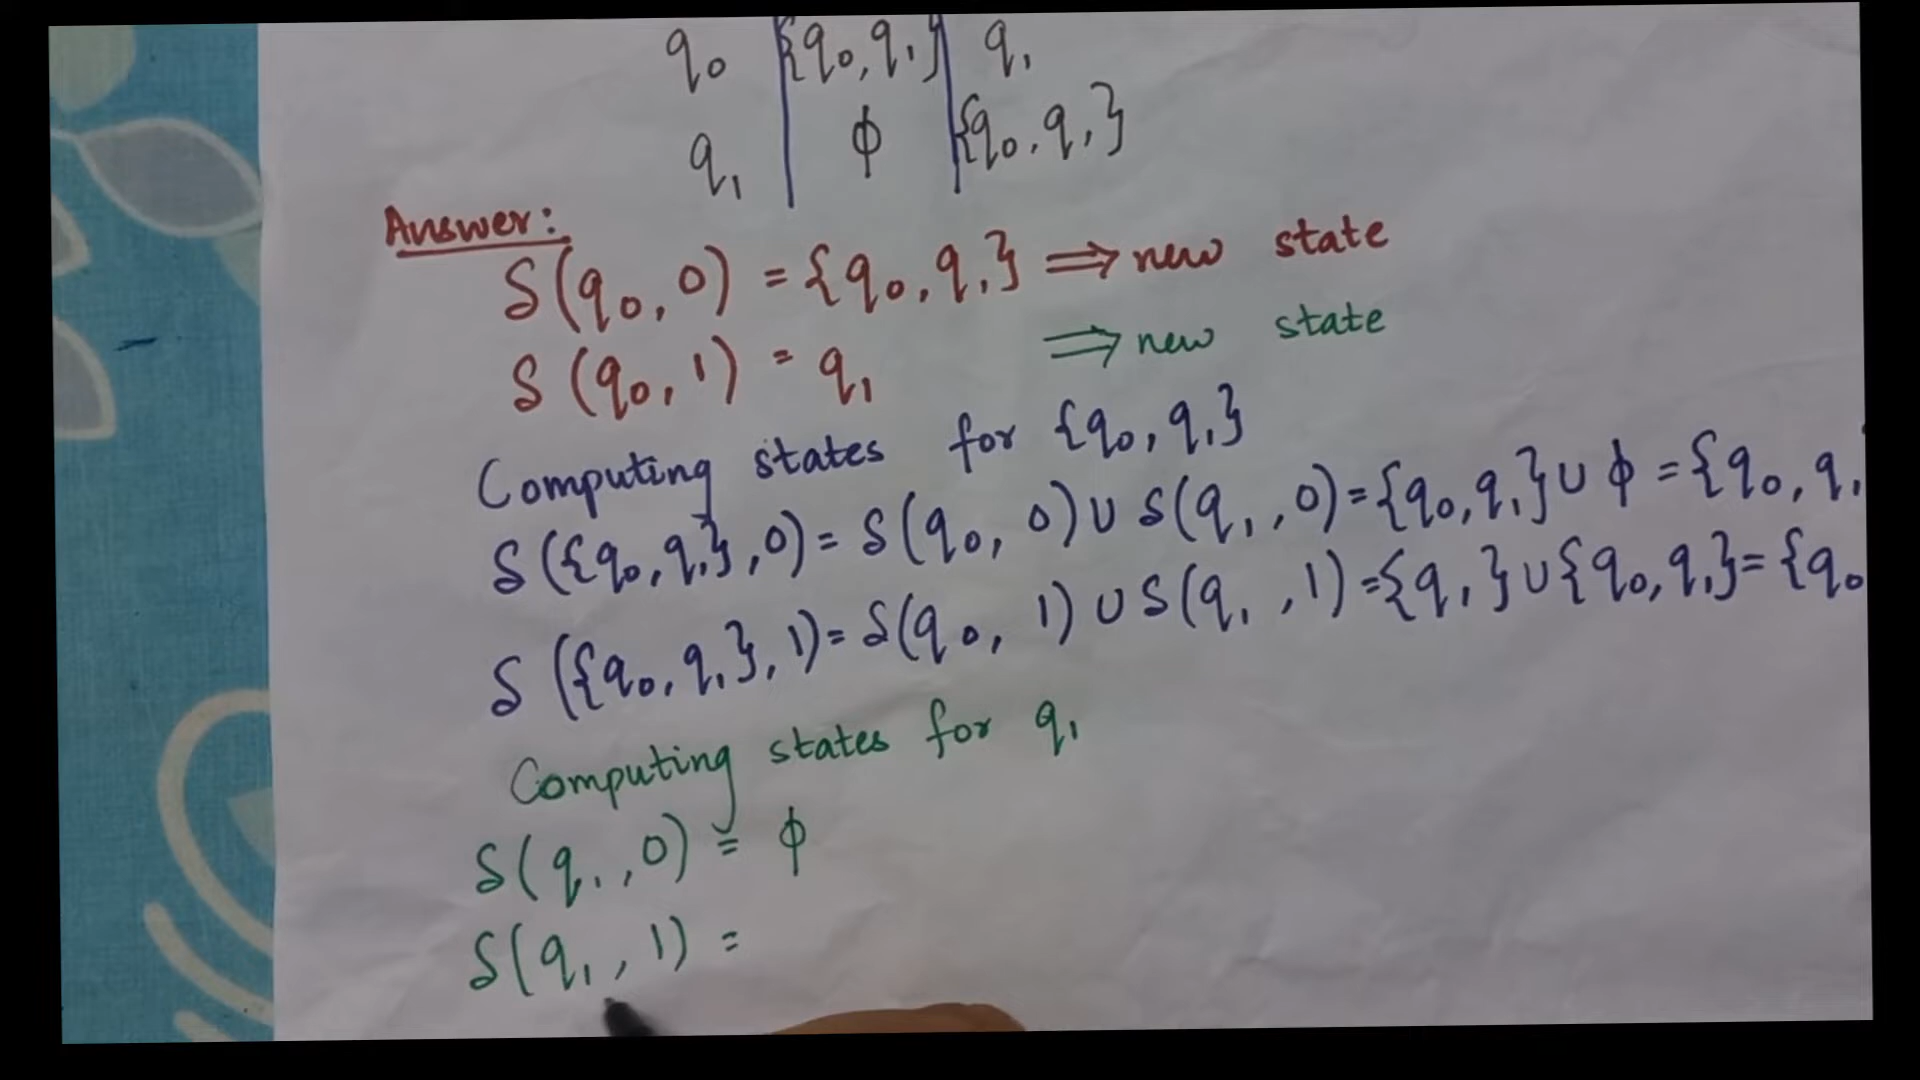 q₀ {q₀,q₁} q₁
q₁ ϕ {q₀,q₁}
Answer:
δ(q₀,0) = {q₀,q₁} ⟹ new state
δ(q₀,1) = q₁ ⟹ new state
Computing states for {q₀,q₁}
δ({q₀,q₁},0) = δ(q₀,0) ∪ δ(q₁,0) = {q₀,q₁} ∪ ϕ = {q₀,q₁
δ({q₀,q₁},1) = δ(q₀,1) ∪ δ(q₁,1) = {q₁} ∪ {q₀,q₁} = {q₀
Computing states for q₁
δ(q₁,0) = ϕ
δ(q₁,1) =